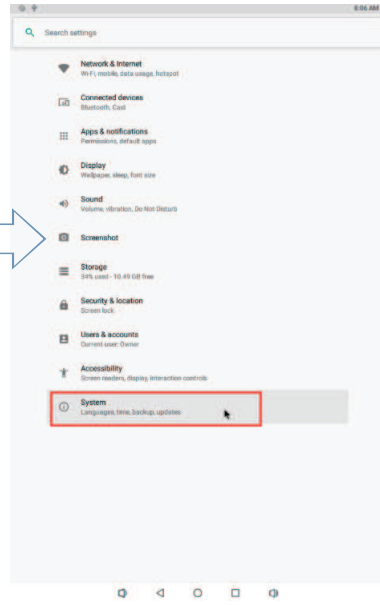 8:06 AM
Search settings
Network & Internet
Wi-Fi, mobile, data usage, hotspot
Connected devices
Bluetooth, Cast
Apps & notifications
Permissions, default apps
Display
Wallpaper, sleep, font size
Sound
Volume, vibration, Do Not Disturb
Screenshot
Storage
34% used - 10.49 GB free
Security & location
Screen lock
Users & accounts
Current user: Owner
Accessibility
Screen readers, display, interaction controls
System
Languages, time, backup, updates